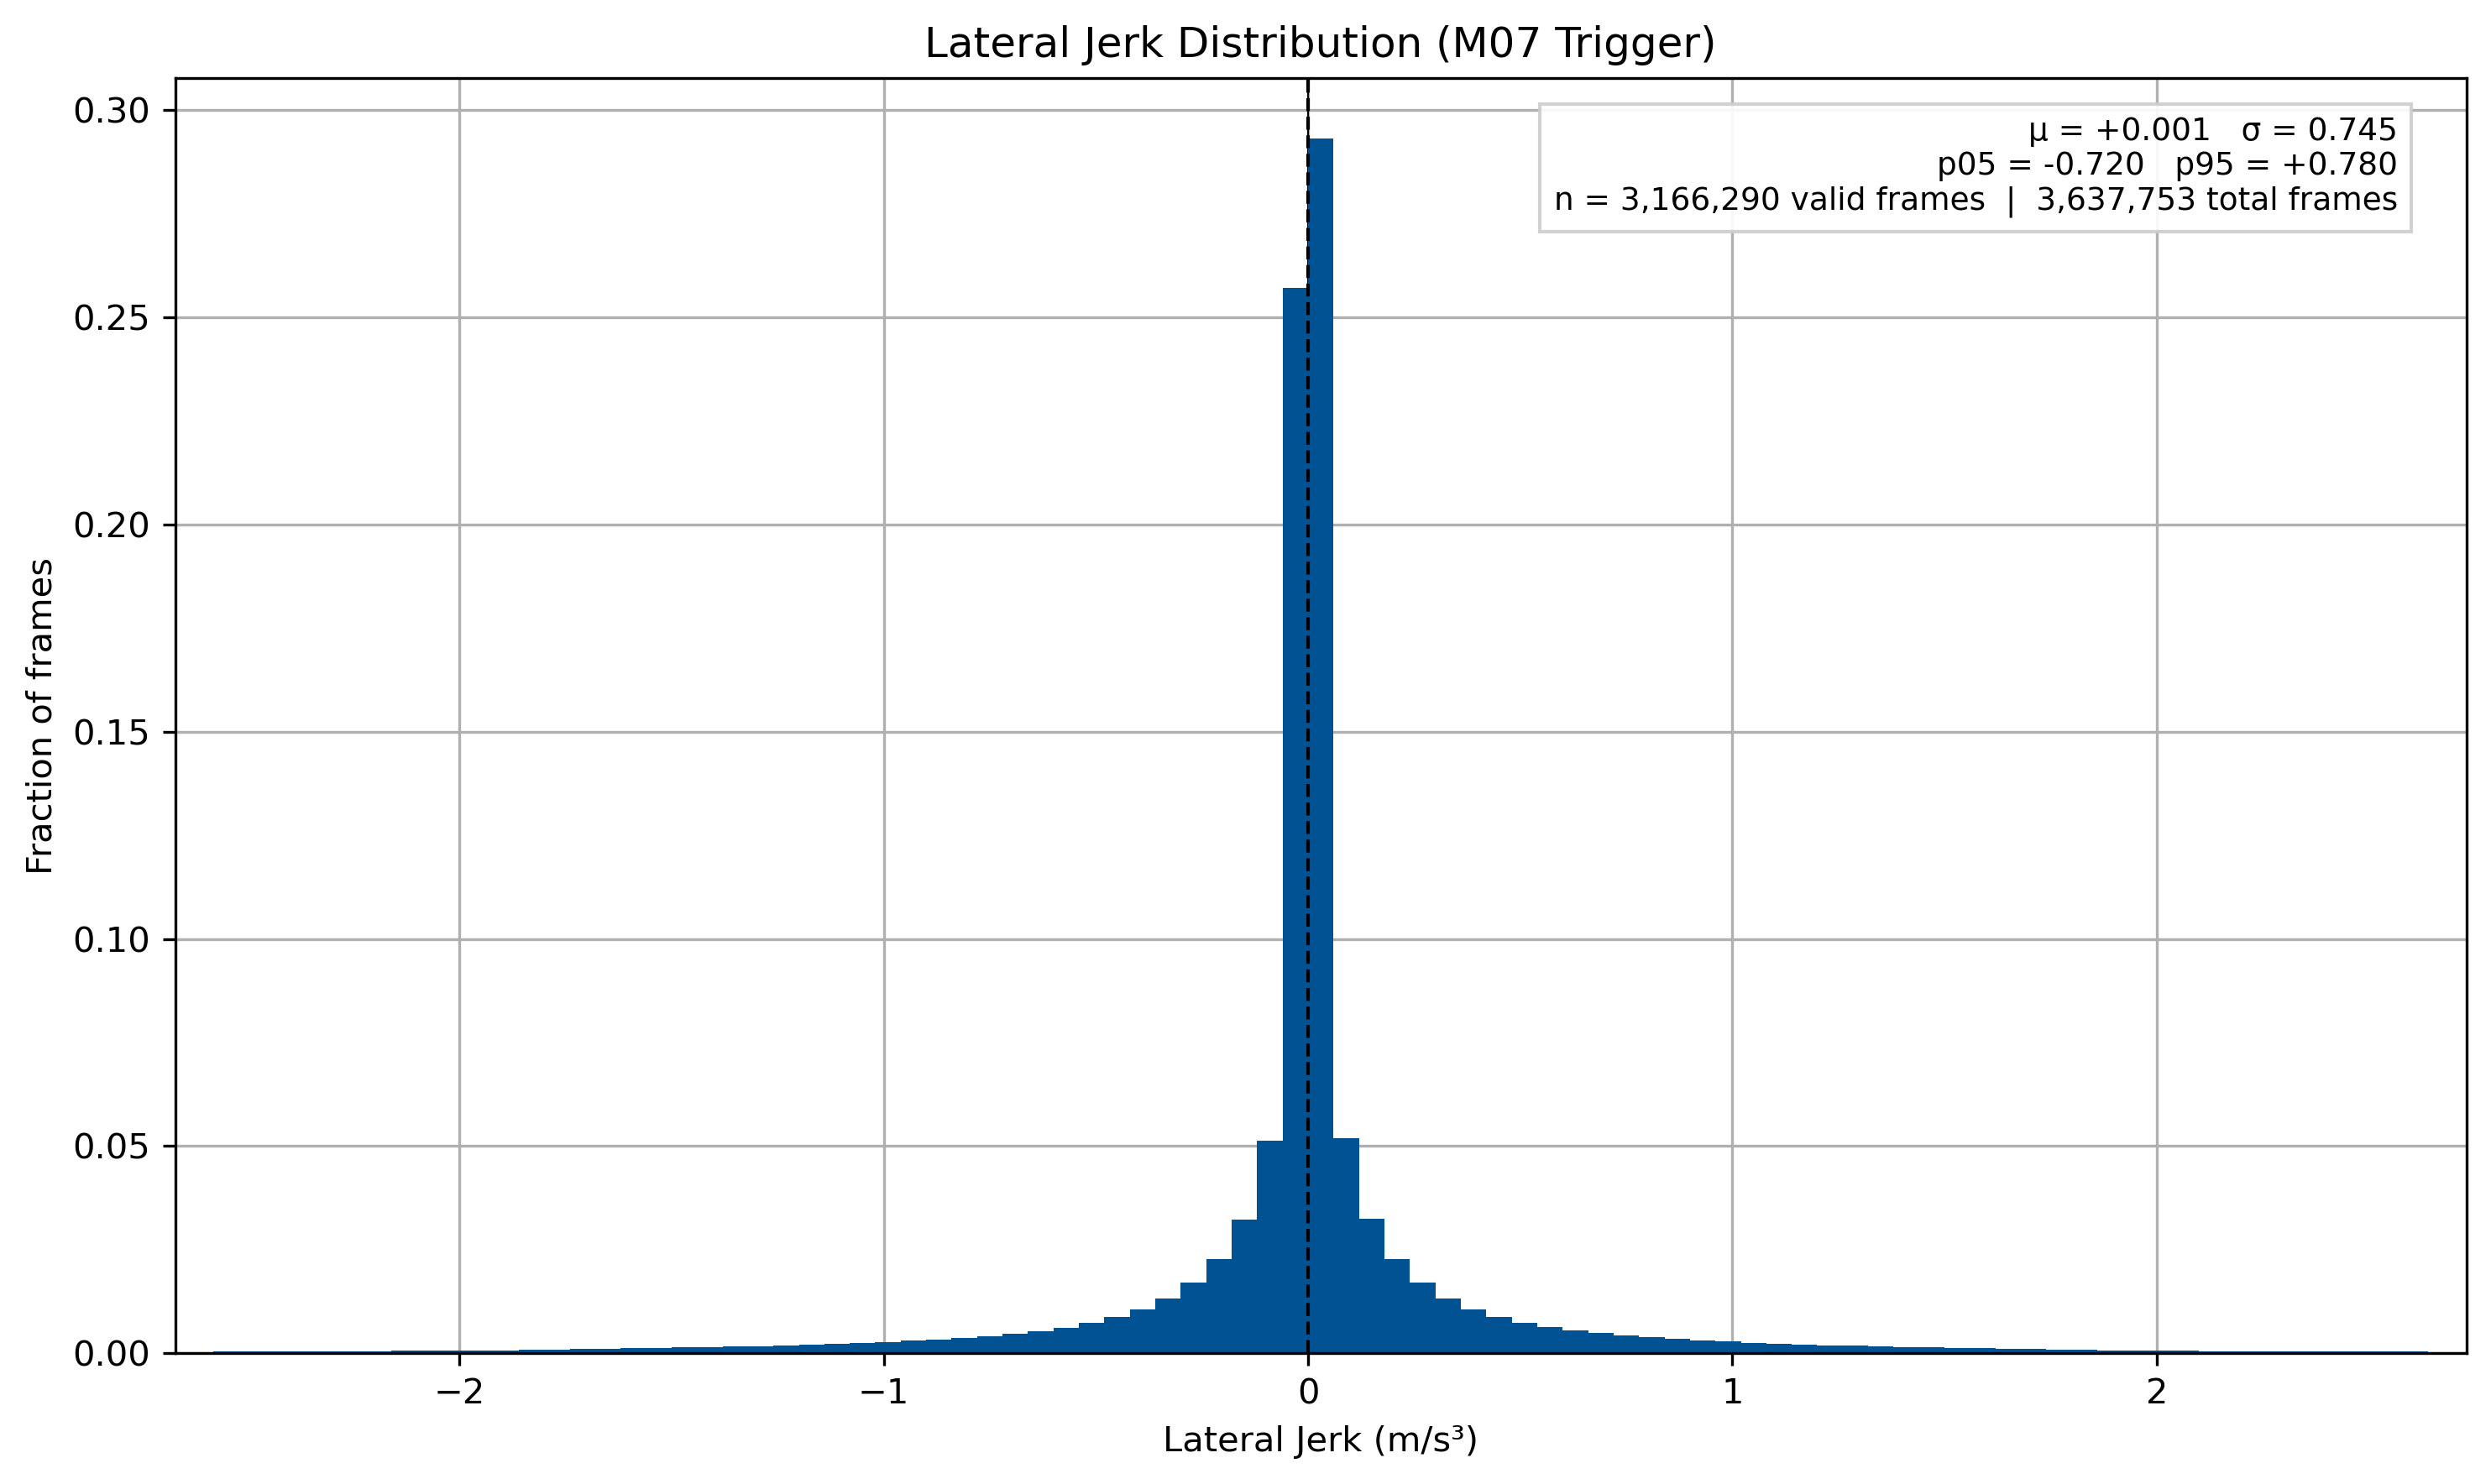 Lateral Jerk Distribution (M07 Trigger)
μ = +0.001   σ = 0.745
p05 = -0.720   p95 = +0.780
n = 3,166,290 valid frames  |  3,637,753 total frames
Fraction of frames
0.30
0.25
0.20
0.15
0.10
0.05
0.00
−2
−1
0
1
2
Lateral Jerk (m/s³)